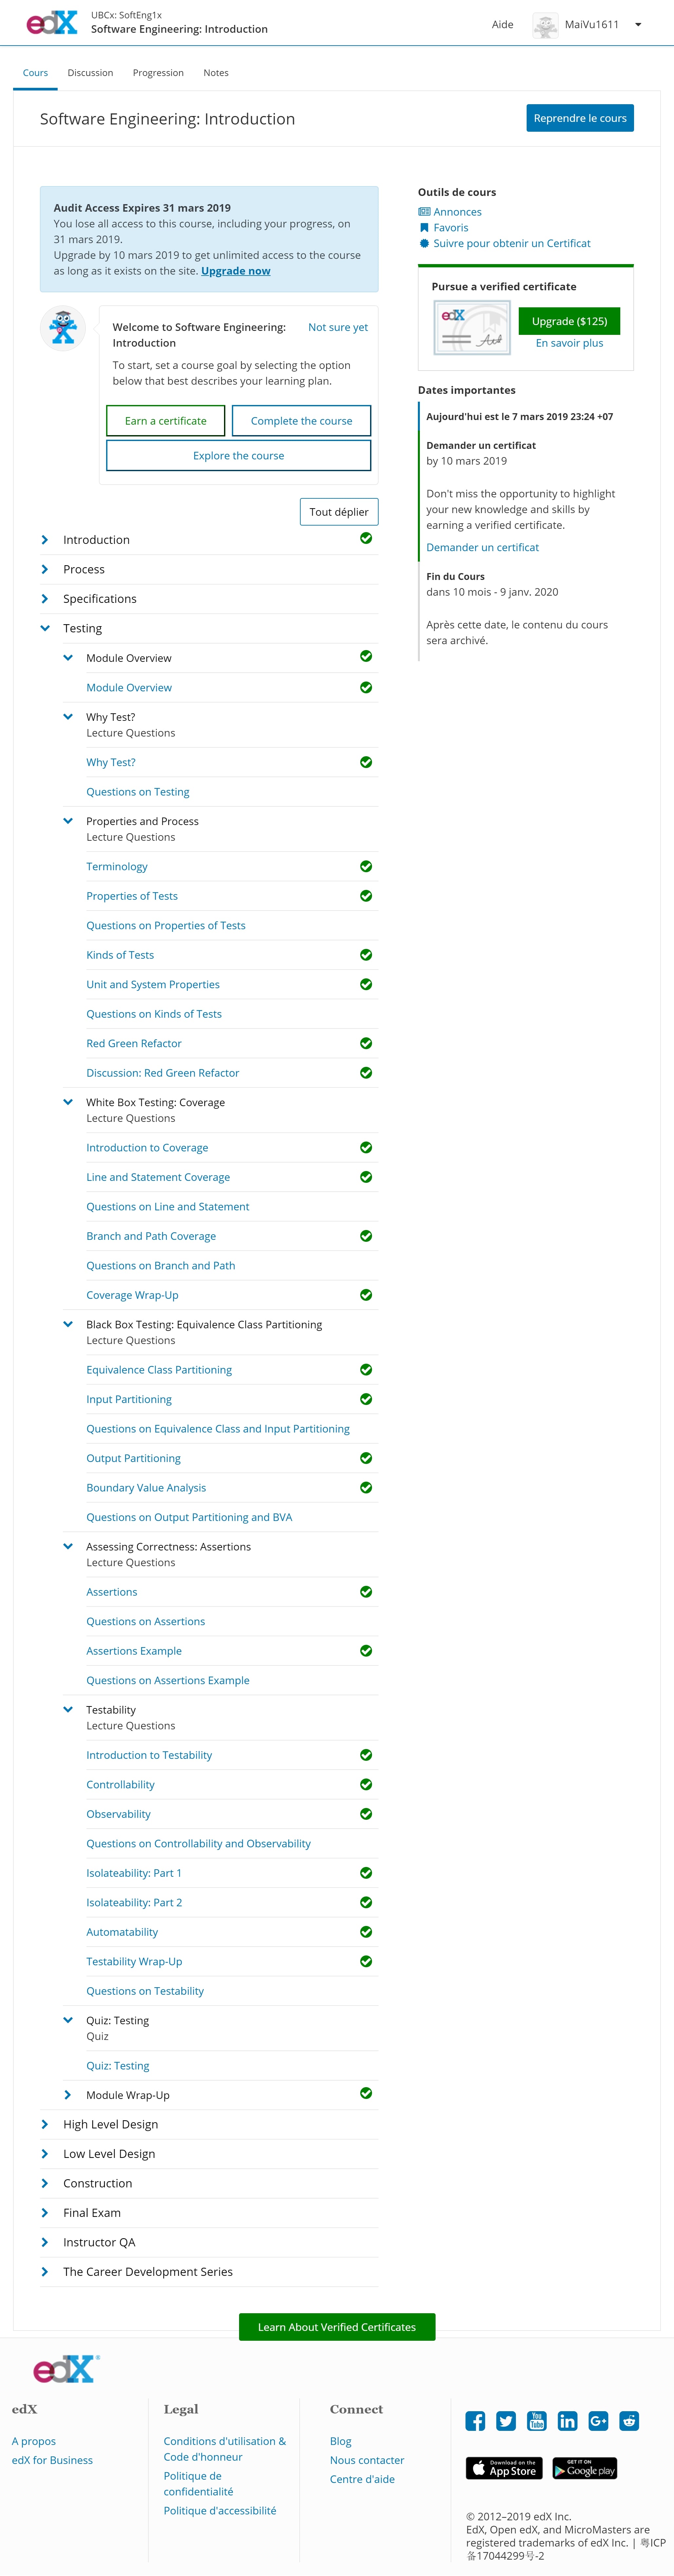 edX
UBCx: SoftEng1x
Software Engineering: Introduction
Aide
MaiVu1611
Cours
Discussion
Progression
Notes
Software Engineering: Introduction
Reprendre le cours
Audit Access Expires 31 mars 2019
You lose all access to this course, including your progress, on
31 mars 2019.
Upgrade by 10 mars 2019 to get unlimited access to the course
as long as it exists on the site. Upgrade now
Welcome to Software Engineering:
Introduction
Not sure yet
To start, set a course goal by selecting the option
below that best describes your learning plan.
Earn a certificate
Complete the course
Explore the course
Tout déplier
Introduction
Process
Specifications
Testing
Module Overview
Module Overview
Why Test?
Lecture Questions
Why Test?
Questions on Testing
Properties and Process
Lecture Questions
Terminology
Properties of Tests
Questions on Properties of Tests
Kinds of Tests
Unit and System Properties
Questions on Kinds of Tests
Red Green Refactor
Discussion: Red Green Refactor
White Box Testing: Coverage
Lecture Questions
Introduction to Coverage
Line and Statement Coverage
Questions on Line and Statement
Branch and Path Coverage
Questions on Branch and Path
Coverage Wrap-Up
Black Box Testing: Equivalence Class Partitioning
Lecture Questions
Equivalence Class Partitioning
Input Partitioning
Questions on Equivalence Class and Input Partitioning
Output Partitioning
Boundary Value Analysis
Questions on Output Partitioning and BVA
Assessing Correctness: Assertions
Lecture Questions
Assertions
Questions on Assertions
Assertions Example
Questions on Assertions Example
Testability
Lecture Questions
Introduction to Testability
Controllability
Observability
Questions on Controllability and Observability
Isolateability: Part 1
Isolateability: Part 2
Automatability
Testability Wrap-Up
Questions on Testability
Quiz: Testing
Quiz
Quiz: Testing
Module Wrap-Up
High Level Design
Low Level Design
Construction
Final Exam
Instructor QA
The Career Development Series
Outils de cours
Annonces
Favoris
Suivre pour obtenir un Certificat
Pursue a verified certificate
edX
Upgrade ($125)
En savoir plus
Dates importantes
Aujourd'hui est le 7 mars 2019 23:24 +07
Demander un certificat
by 10 mars 2019
Don't miss the opportunity to highlight
your new knowledge and skills by
earning a verified certificate.
Demander un certificat
Fin du Cours
dans 10 mois - 9 janv. 2020
Après cette date, le contenu du cours
sera archivé.
Learn About Verified Certificates
edX
edX
A propos
edX for Business
Legal
Conditions d'utilisation &
Code d'honneur
Politique de
confidentialité
Politique d'accessibilité
Connect
Blog
Nous contacter
Centre d'aide
You
Tube
in
G+
Download on the
App Store
GET IT ON
Google play
© 2012–2019 edX Inc.
EdX, Open edX, and MicroMasters are
registered trademarks of edX Inc. | 粤ICP
备17044299号-2